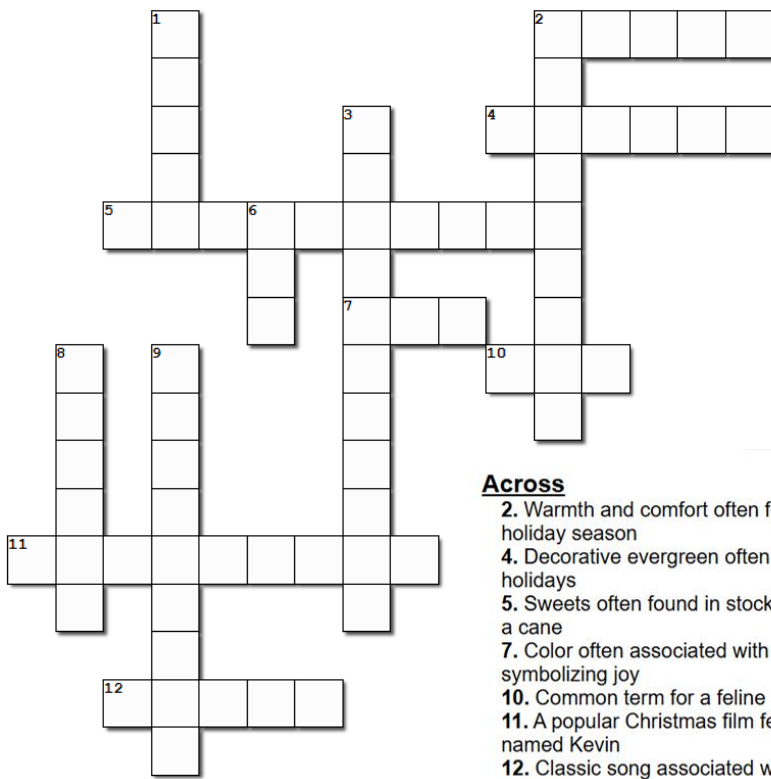 1
2
3
4
5
6
7
8
9
10
11
12
Across
2. Warmth and comfort often
holiday season
4. Decorative evergreen often
holidays
5. Sweets often found in
a cane
7. Color often associated with
symbolizing joy
10. Common term for a feline
11. A popular Christmas film
named Kevin
12. Classic song associated